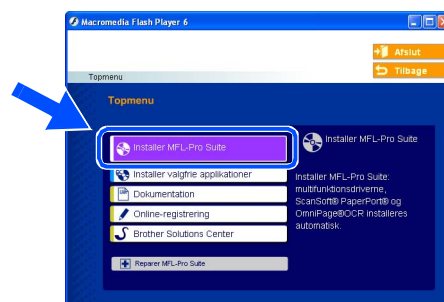 Macromedia Flash Player 6
Afslut
Tilbage
Topmenu
Topmenu
Installer MFL-Pro Suite
Installer valgfrie applikationer
Dokumentation
Online-registrering
Brother Solutions Center
Reparer MFL-Pro Suite
Installer MFL-Pro Suite
Installer MFL-Pro Suite:
multifunktionsdriverne,
ScanSoft® PaperPort® og
OmniPage®OCR installeres
automatisk.